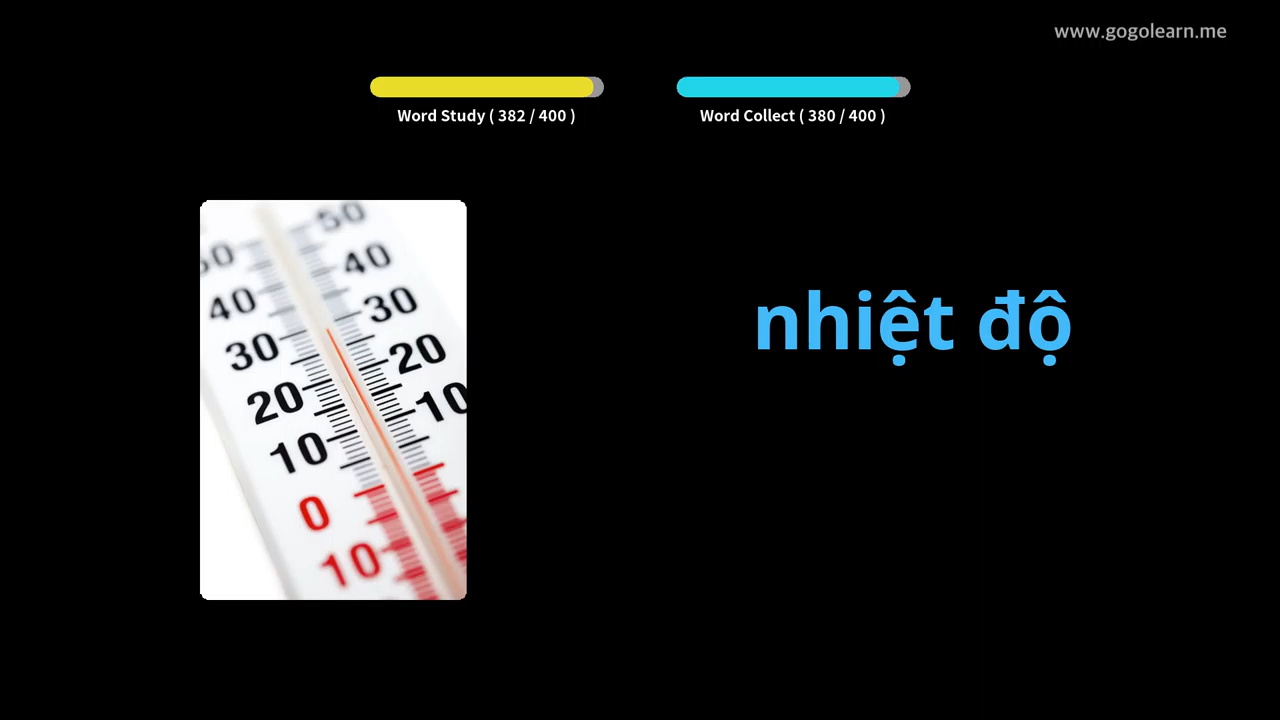 www.gogolearn.me
Word Study ( 382 / 400 )
Word Collect ( 380 / 400 )
50
40
40
30
30
20
20
10
10
0
10
nhiệt độ